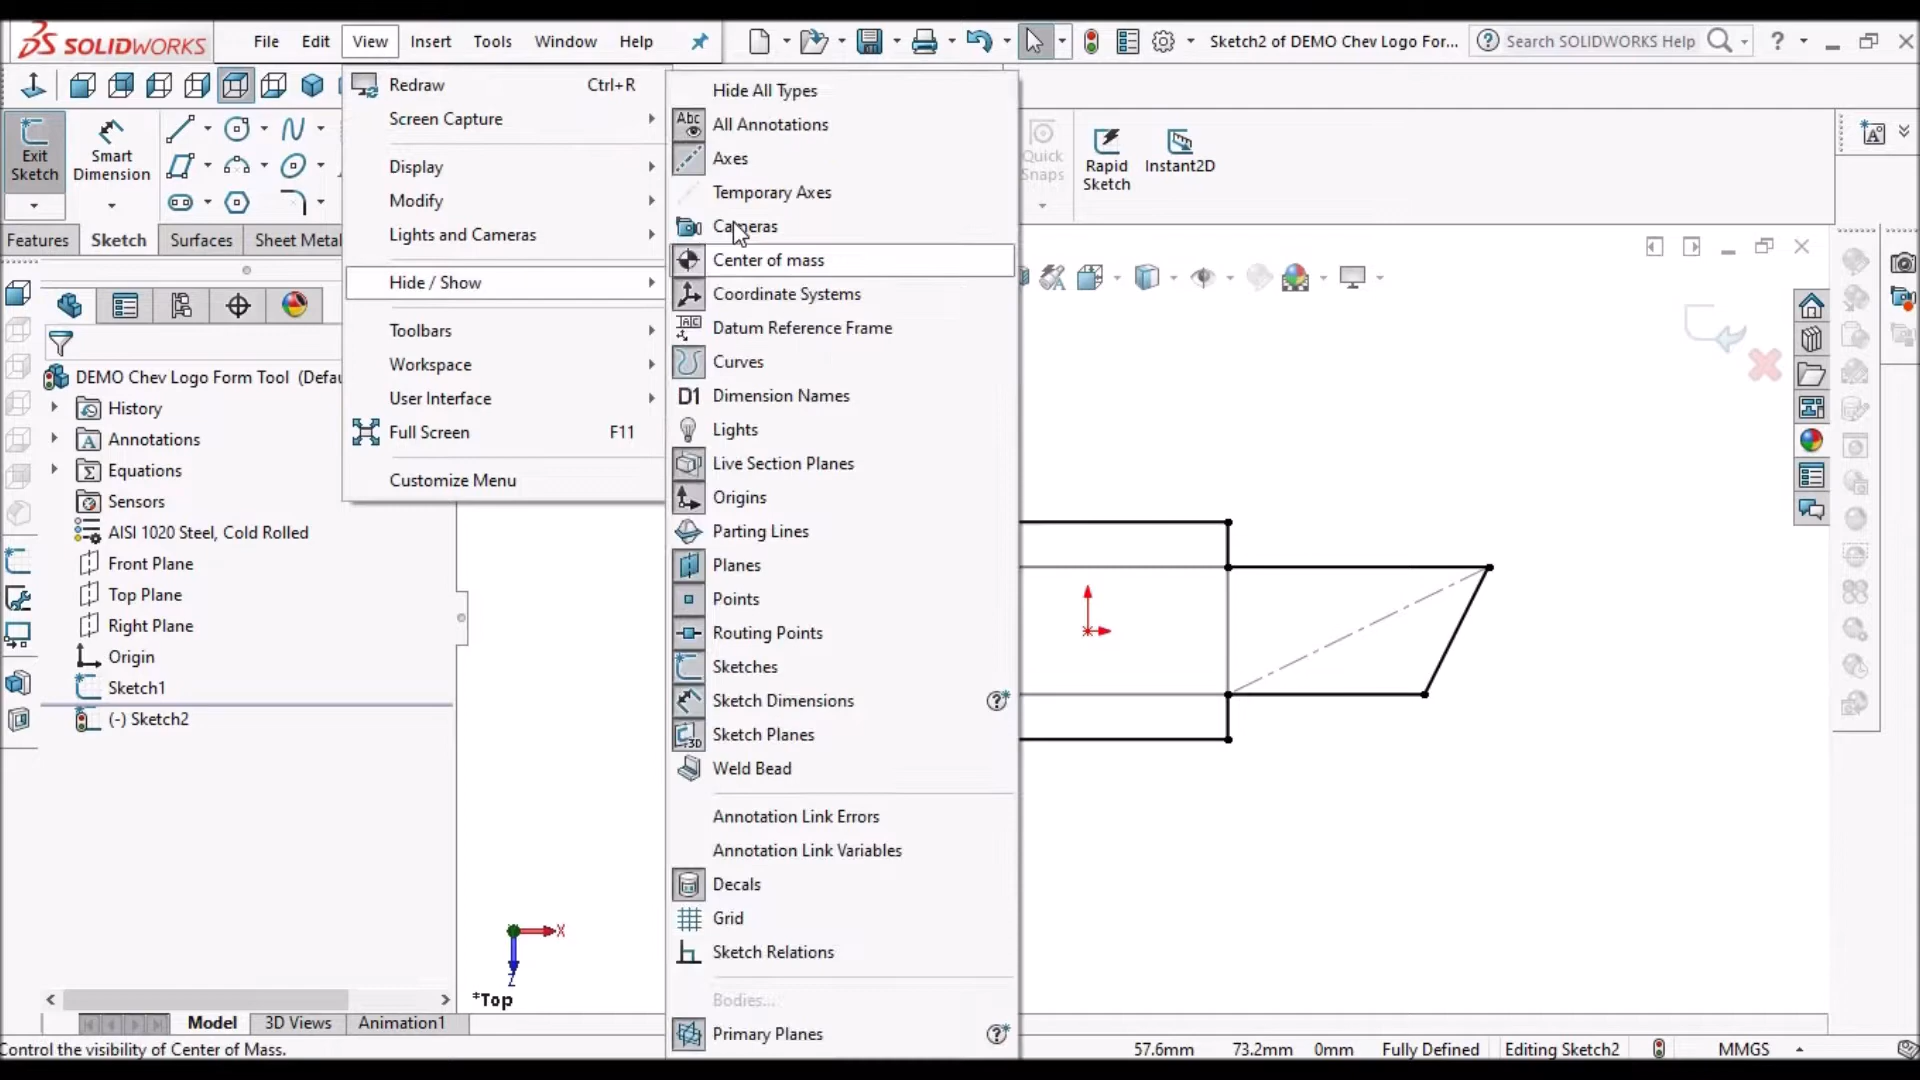 SOLIDWORKS File Edit View Insert Tools Window Help Sketch2 of DEMO Chev Logo For... Search SOLIDWORKS Help ?
Exit Sketch
Smart Dimension
Quick Snaps
Rapid Sketch
Instant2D
Features Sketch Surfaces Sheet Metal
DEMO Chev Logo Form Tool (Defau
History
Annotations
Equations
Sensors
AISI 1020 Steel, Cold Rolled
Front Plane
Top Plane
Right Plane
Origin
Sketch1
(-) Sketch2
Redraw Ctrl+R
Screen Capture
Display
Modify
Lights and Cameras
Hide / Show
Toolbars
Workspace
User Interface
Full Screen F11
Customize Menu
Hide All Types
Abc All Annotations
Axes
Temporary Axes
Cameras
Center of mass
Coordinate Systems
Datum Reference Frame
Curves
D1 Dimension Names
Lights
Live Section Planes
Origins
Parting Lines
Planes
Points
Routing Points
Sketches
Sketch Dimensions
3D Sketch Planes
Weld Bead
Annotation Link Errors
Annotation Link Variables
Decals
Grid
Sketch Relations
Bodies...
Primary Planes
X
Z
*Top
Model 3D Views Animation1
Control the visibility of Center of Mass. 57.6mm 73.2mm 0mm Fully Defined Editing Sketch2 MMGS